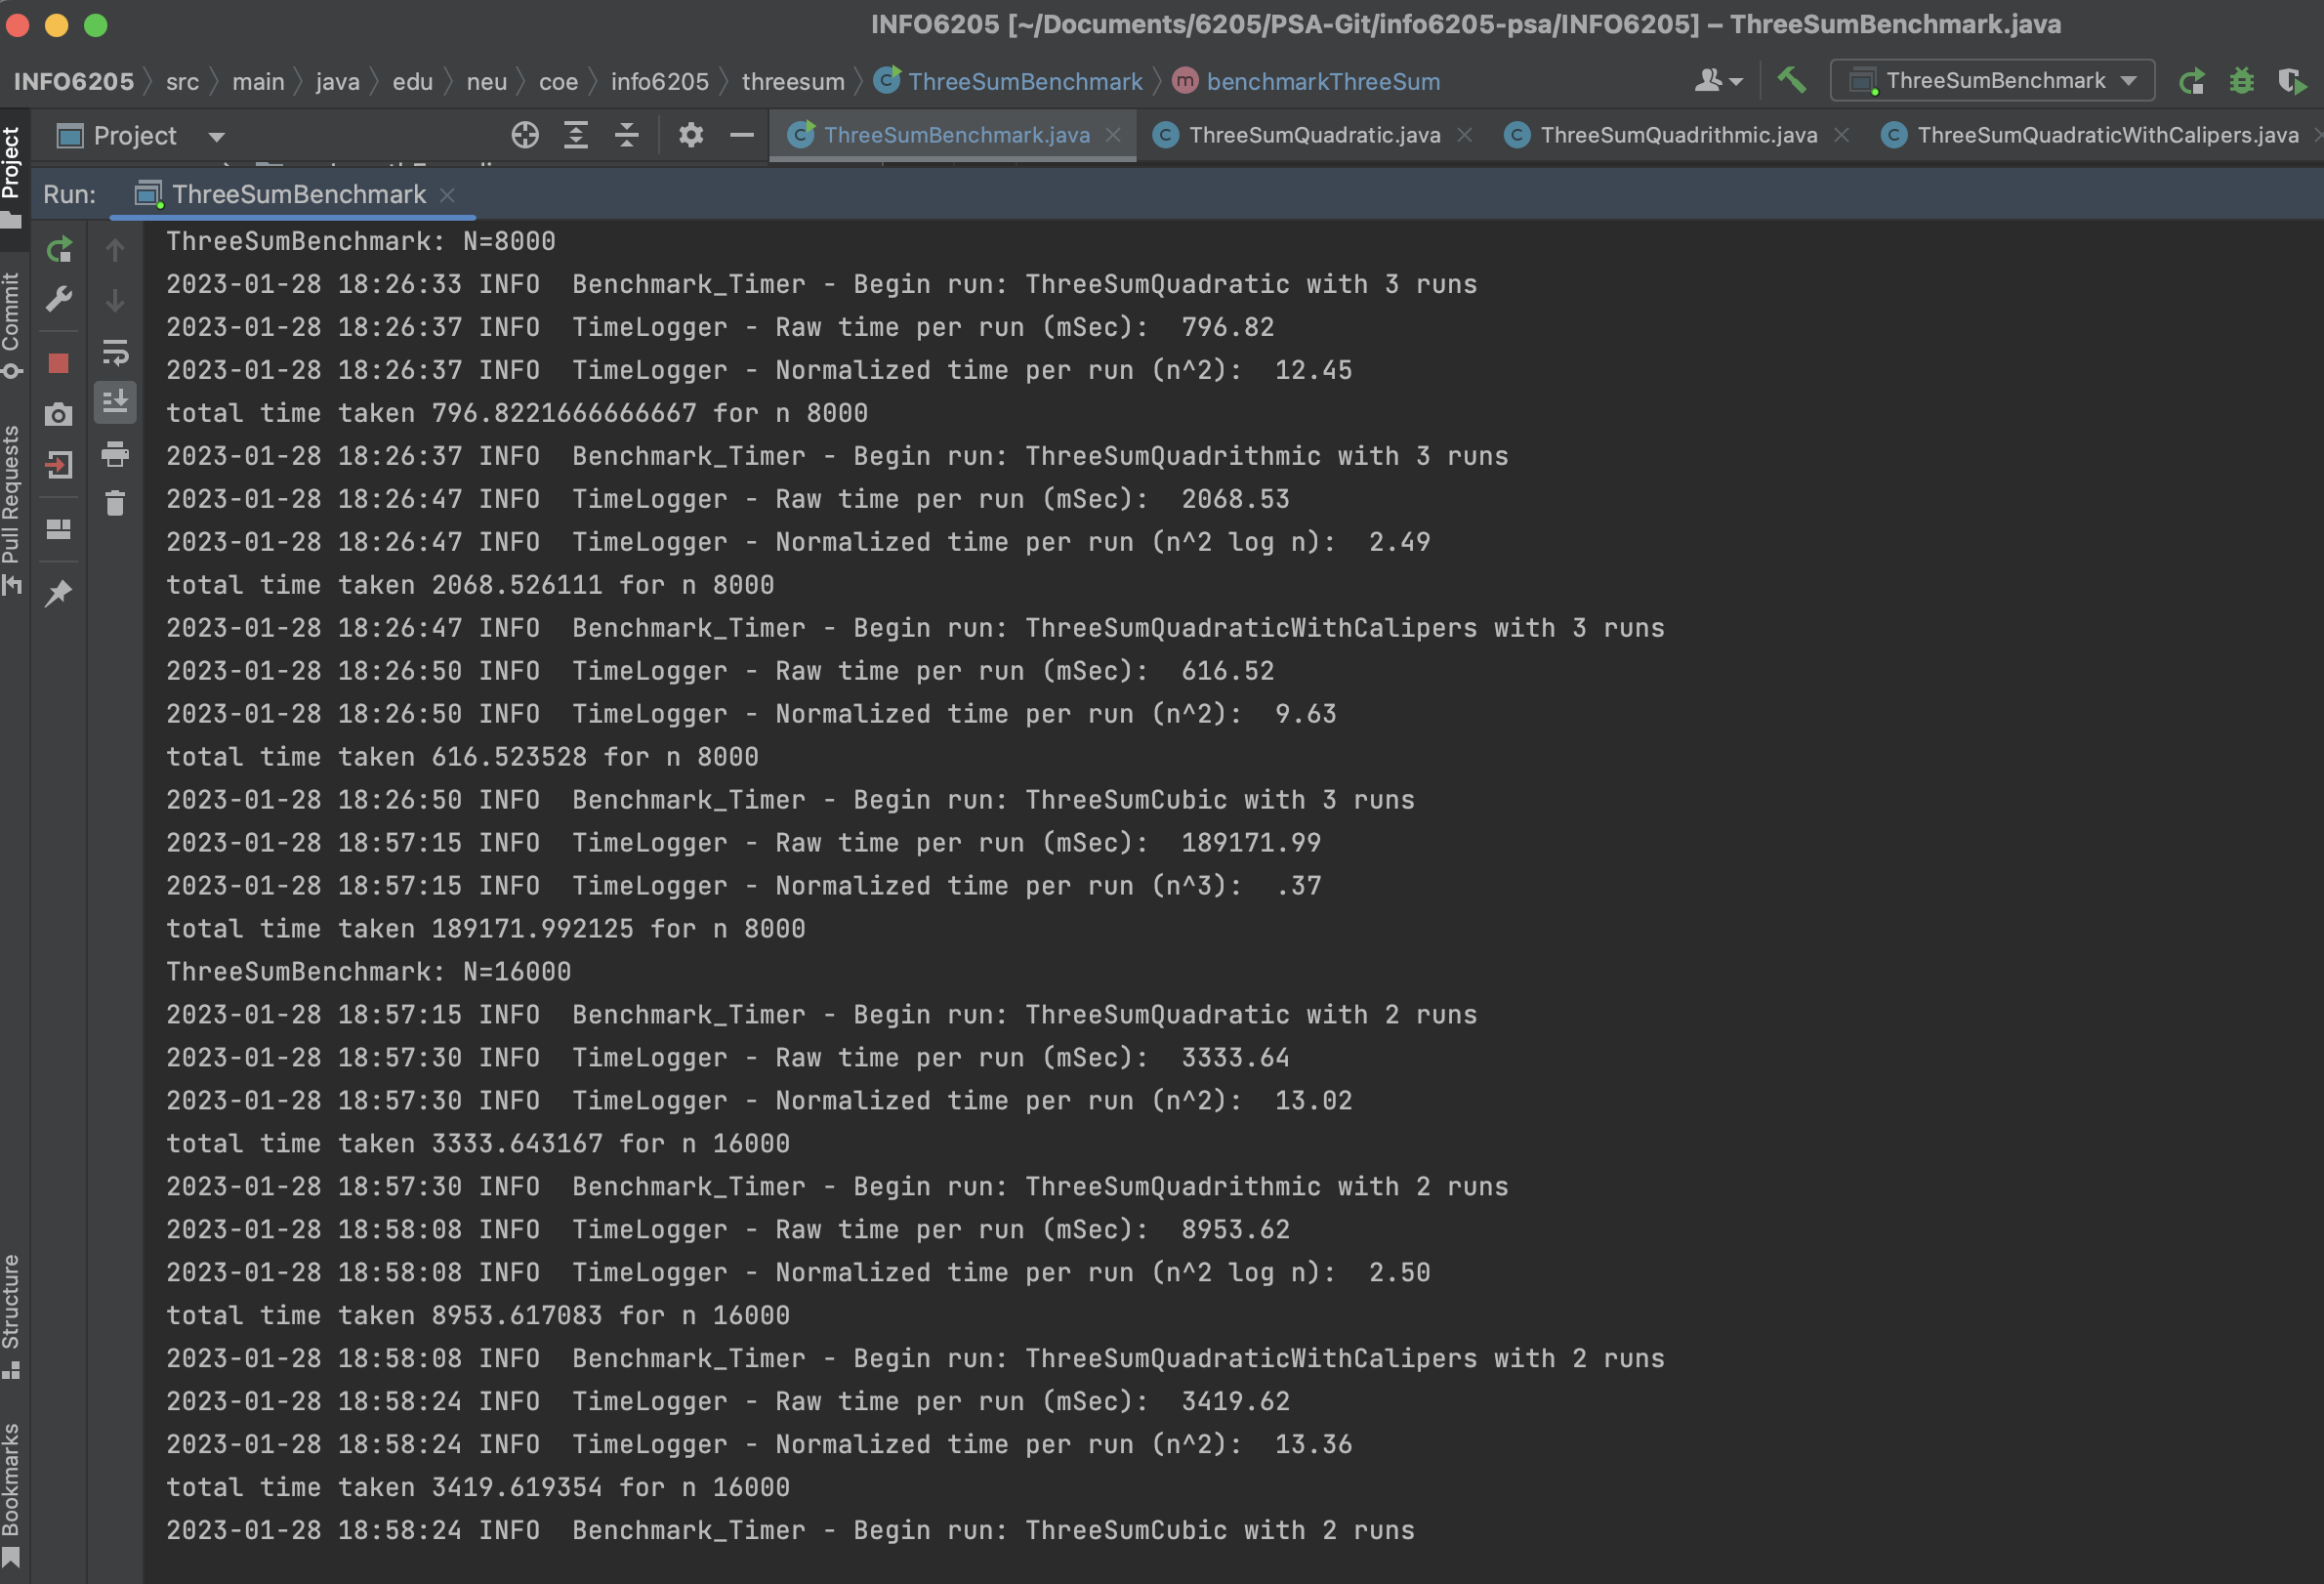 INFO6205 [~/Documents/6205/PSA-Git/info6205-psa/INFO6205] – ThreeSumBenchmark.java
INFO6205 src main java edu neu coe info6205 threesum ThreeSumBenchmark benchmarkThreeSum ThreeSumBenchmark
Project Project ThreeSumBenchmark.java ThreeSumQuadratic.java ThreeSumQuadrithmic.java ThreeSumQuadraticWithCalipers.java
Run: ThreeSumBenchmark
Commit
Pull Requests
Structure
Bookmarks
ThreeSumBenchmark: N=8000
2023-01-28 18:26:33 INFO  Benchmark_Timer - Begin run: ThreeSumQuadratic with 3 runs
2023-01-28 18:26:37 INFO  TimeLogger - Raw time per run (mSec):  796.82
2023-01-28 18:26:37 INFO  TimeLogger - Normalized time per run (n^2):  12.45
total time taken 796.8221666666667 for n 8000
2023-01-28 18:26:37 INFO  Benchmark_Timer - Begin run: ThreeSumQuadrithmic with 3 runs
2023-01-28 18:26:47 INFO  TimeLogger - Raw time per run (mSec):  2068.53
2023-01-28 18:26:47 INFO  TimeLogger - Normalized time per run (n^2 log n):  2.49
total time taken 2068.526111 for n 8000
2023-01-28 18:26:47 INFO  Benchmark_Timer - Begin run: ThreeSumQuadraticWithCalipers with 3 runs
2023-01-28 18:26:50 INFO  TimeLogger - Raw time per run (mSec):  616.52
2023-01-28 18:26:50 INFO  TimeLogger - Normalized time per run (n^2):  9.63
total time taken 616.523528 for n 8000
2023-01-28 18:26:50 INFO  Benchmark_Timer - Begin run: ThreeSumCubic with 3 runs
2023-01-28 18:57:15 INFO  TimeLogger - Raw time per run (mSec):  189171.99
2023-01-28 18:57:15 INFO  TimeLogger - Normalized time per run (n^3):  .37
total time taken 189171.992125 for n 8000
ThreeSumBenchmark: N=16000
2023-01-28 18:57:15 INFO  Benchmark_Timer - Begin run: ThreeSumQuadratic with 2 runs
2023-01-28 18:57:30 INFO  TimeLogger - Raw time per run (mSec):  3333.64
2023-01-28 18:57:30 INFO  TimeLogger - Normalized time per run (n^2):  13.02
total time taken 3333.643167 for n 16000
2023-01-28 18:57:30 INFO  Benchmark_Timer - Begin run: ThreeSumQuadrithmic with 2 runs
2023-01-28 18:58:08 INFO  TimeLogger - Raw time per run (mSec):  8953.62
2023-01-28 18:58:08 INFO  TimeLogger - Normalized time per run (n^2 log n):  2.50
total time taken 8953.617083 for n 16000
2023-01-28 18:58:08 INFO  Benchmark_Timer - Begin run: ThreeSumQuadraticWithCalipers with 2 runs
2023-01-28 18:58:24 INFO  TimeLogger - Raw time per run (mSec):  3419.62
2023-01-28 18:58:24 INFO  TimeLogger - Normalized time per run (n^2):  13.36
total time taken 3419.619354 for n 16000
2023-01-28 18:58:24 INFO  Benchmark_Timer - Begin run: ThreeSumCubic with 2 runs